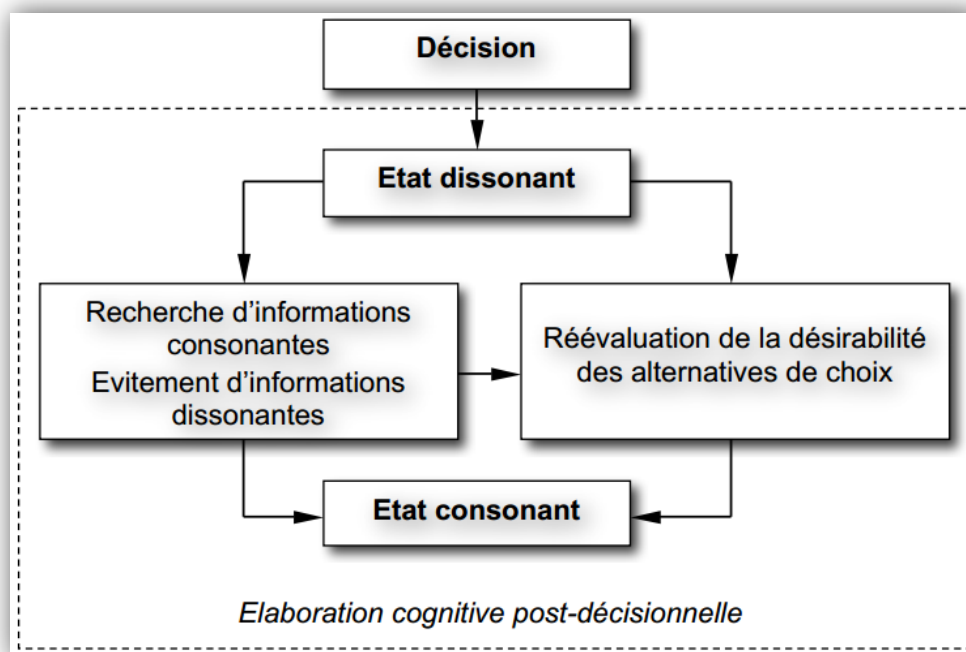 Décision
Etat dissonant
Recherche d'informations
consonantes
Evitement d'informations
dissonantes
Réévaluation de la désirabilité
des alternatives de choix
Etat consonant
Elaboration cognitive post-décisionnelle